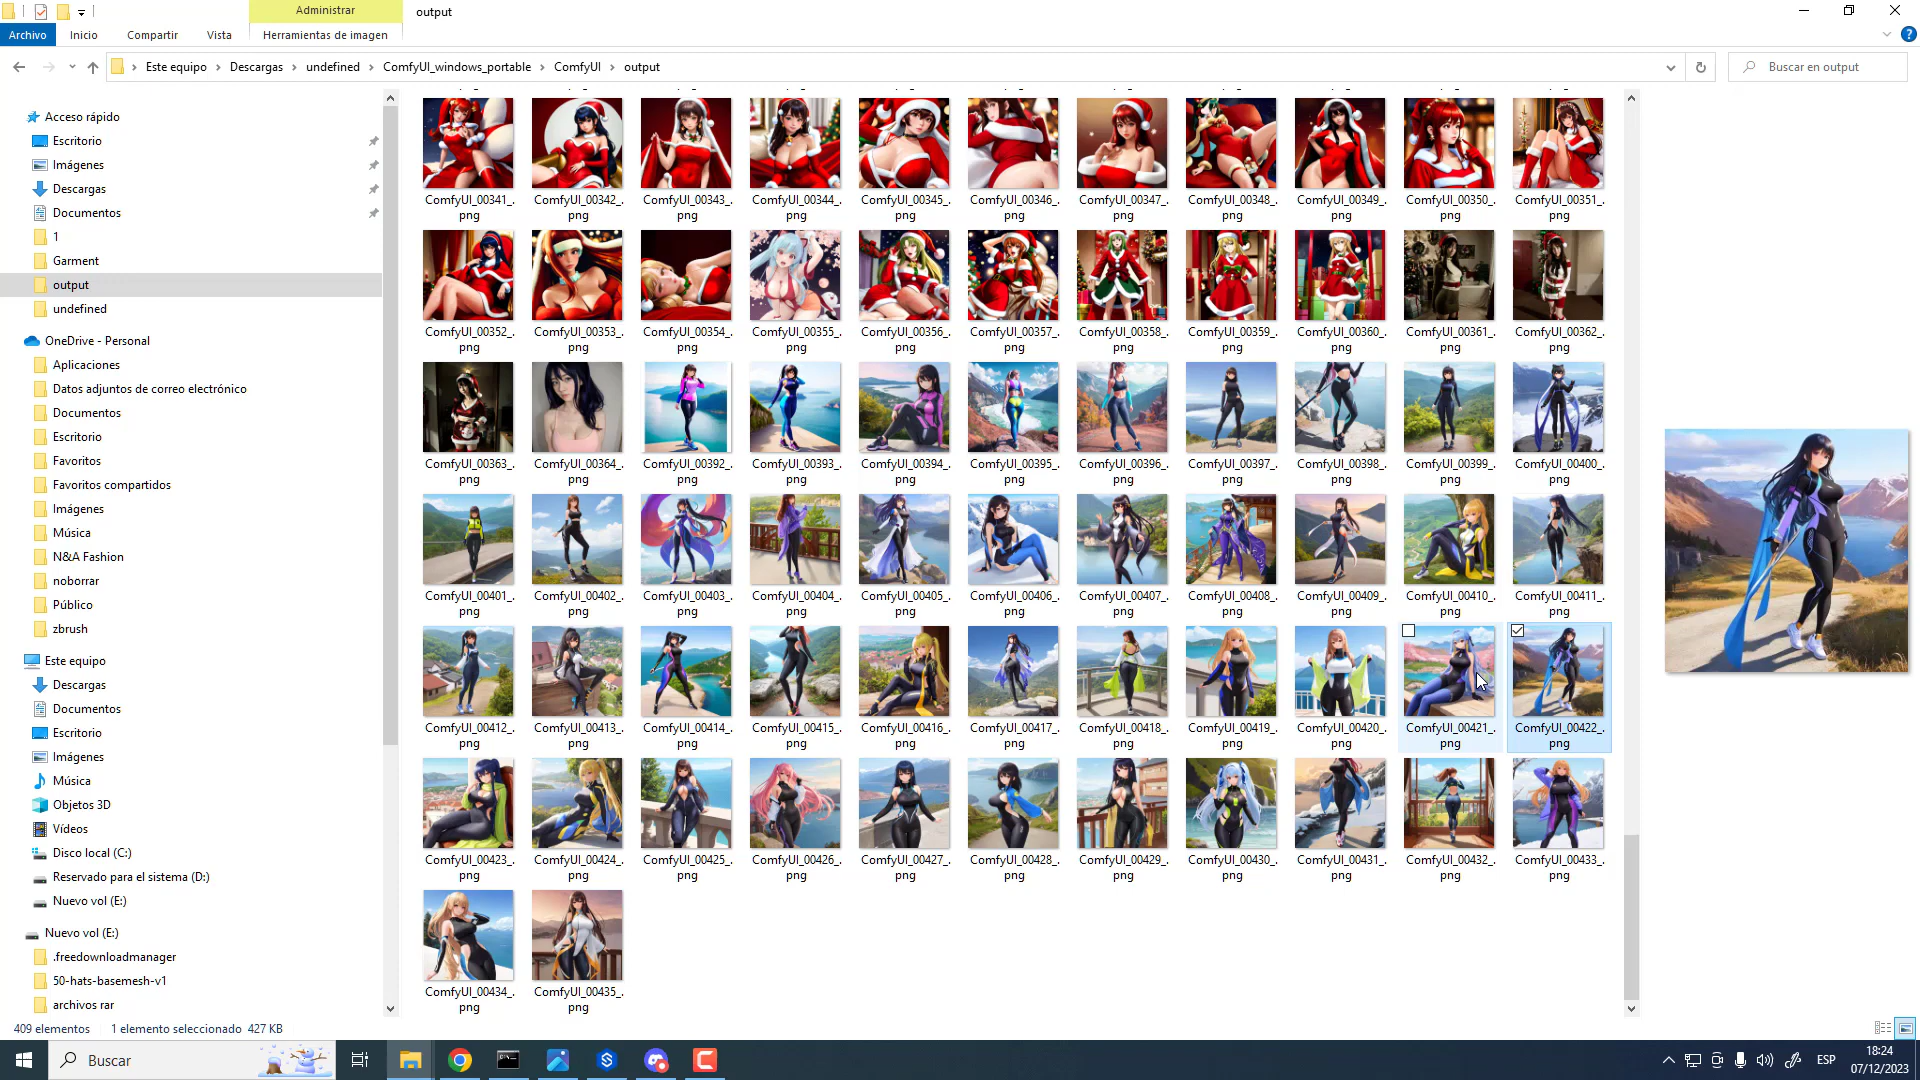 Administrar
output
Archivo
Inicio
Compartir
Vista
Herramientas de imagen
Este equipo
Descargas
undefined
ComfyUI_windows_portable
ComfyUI
output
Buscar en output
Acceso rápido
Escritorio
Imágenes
Descargas
Documentos
1
Garment
output
undefined
OneDrive - Personal
Aplicaciones
Datos adjuntos de correo electrónico
Documentos
Escritorio
Favoritos
Favoritos compartidos
Imágenes
Música
N&A Fashion
noborrar
Público
zbrush
Este equipo
Descargas
Documentos
Escritorio
Imágenes
Música
Objetos 3D
Vídeos
Disco local (C:)
Reservado para el sistema (D:)
Nuevo vol (E:)
Nuevo vol (E:)
.freedownloadmanager
50-hats-basemesh-v1
archivos rar
ComfyUI_00341_.png
ComfyUI_00342_.png
ComfyUI_00343_.png
ComfyUI_00344_.png
ComfyUI_00345_.png
ComfyUI_00346_.png
ComfyUI_00347_.png
ComfyUI_00348_.png
ComfyUI_00349_.png
ComfyUI_00350_.png
ComfyUI_00351_.png
ComfyUI_00352_.png
ComfyUI_00353_.png
ComfyUI_00354_.png
ComfyUI_00355_.png
ComfyUI_00356_.png
ComfyUI_00357_.png
ComfyUI_00358_.png
ComfyUI_00359_.png
ComfyUI_00360_.png
ComfyUI_00361_.png
ComfyUI_00362_.png
ComfyUI_00363_.png
ComfyUI_00364_.png
ComfyUI_00392_.png
ComfyUI_00393_.png
ComfyUI_00394_.png
ComfyUI_00395_.png
ComfyUI_00396_.png
ComfyUI_00397_.png
ComfyUI_00398_.png
ComfyUI_00399_.png
ComfyUI_00400_.png
ComfyUI_00401_.png
ComfyUI_00402_.png
ComfyUI_00403_.png
ComfyUI_00404_.png
ComfyUI_00405_.png
ComfyUI_00406_.png
ComfyUI_00407_.png
ComfyUI_00408_.png
ComfyUI_00409_.png
ComfyUI_00410_.png
ComfyUI_00411_.png
ComfyUI_00412_.png
ComfyUI_00413_.png
ComfyUI_00414_.png
ComfyUI_00415_.png
ComfyUI_00416_.png
ComfyUI_00417_.png
ComfyUI_00418_.png
ComfyUI_00419_.png
ComfyUI_00420_.png
ComfyUI_00421_.png
ComfyUI_00422_.png
ComfyUI_00423_.png
ComfyUI_00424_.png
ComfyUI_00425_.png
ComfyUI_00426_.png
ComfyUI_00427_.png
ComfyUI_00428_.png
ComfyUI_00429_.png
ComfyUI_00430_.png
ComfyUI_00431_.png
ComfyUI_00432_.png
ComfyUI_00433_.png
ComfyUI_00434_.png
ComfyUI_00435_.png
409 elementos
1 elemento seleccionado 427 KB
Buscar
ESP
18:24
07/12/2023